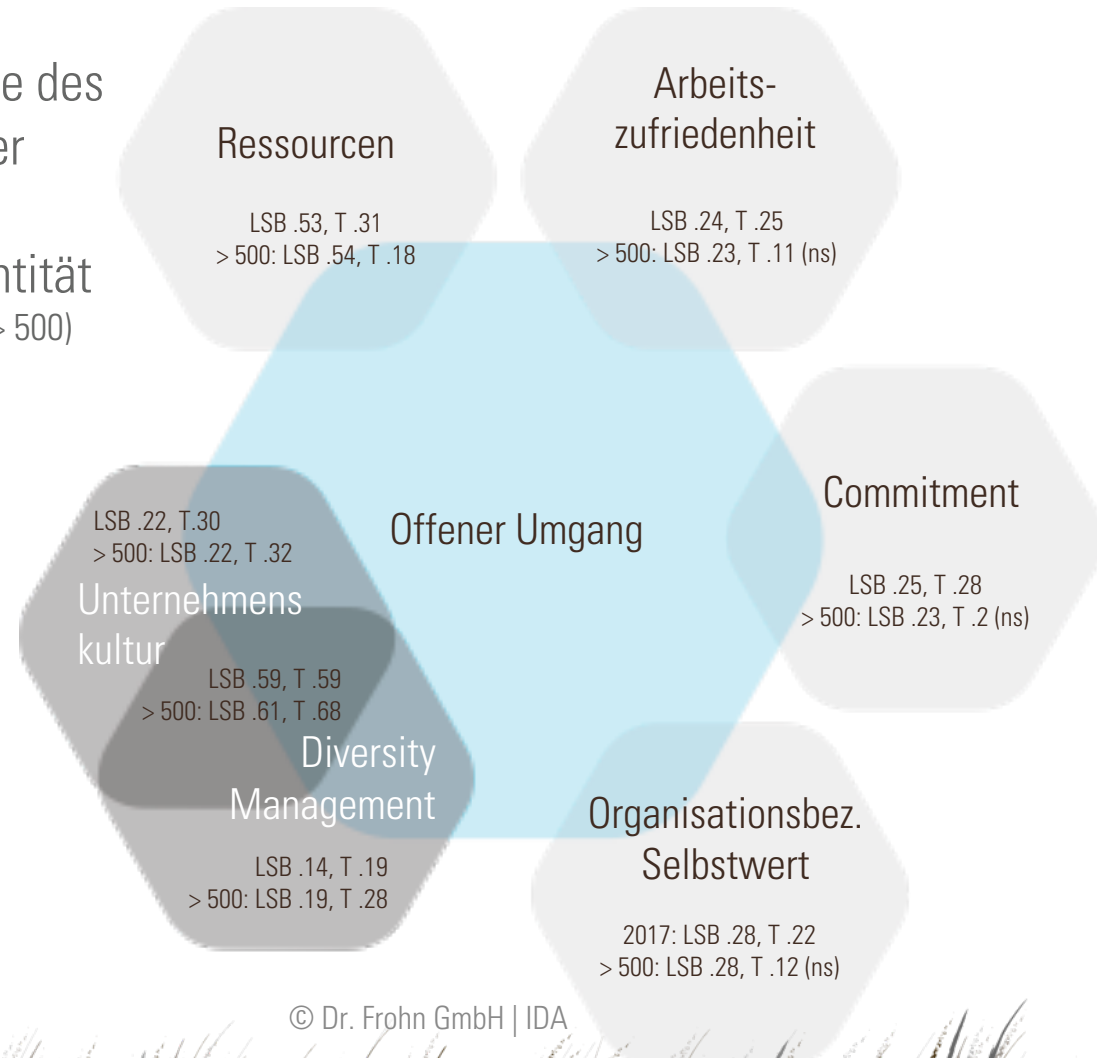 e des
er
ntität
> 500)
Ressourcen
LSB .53, T .31
> 500: LSB .54, T .18
Arbeits-
zufriedenheit
LSB .24, T .25
> 500: LSB .23, T .11 (ns)
Offener Umgang
Commitment
LSB .25, T .28
> 500: LSB .23, T .2 (ns)
LSB .22, T.30
> 500: LSB .22, T .32
Unternehmens
kultur
LSB .59, T .59
> 500: LSB .61, T .68
Diversity
Management
LSB .14, T .19
> 500: LSB .19, T .28
Organisationsbez.
Selbstwert
2017: LSB .28, T .22
> 500: LSB .28, T .12 (ns)
© Dr. Frohn GmbH | IDA